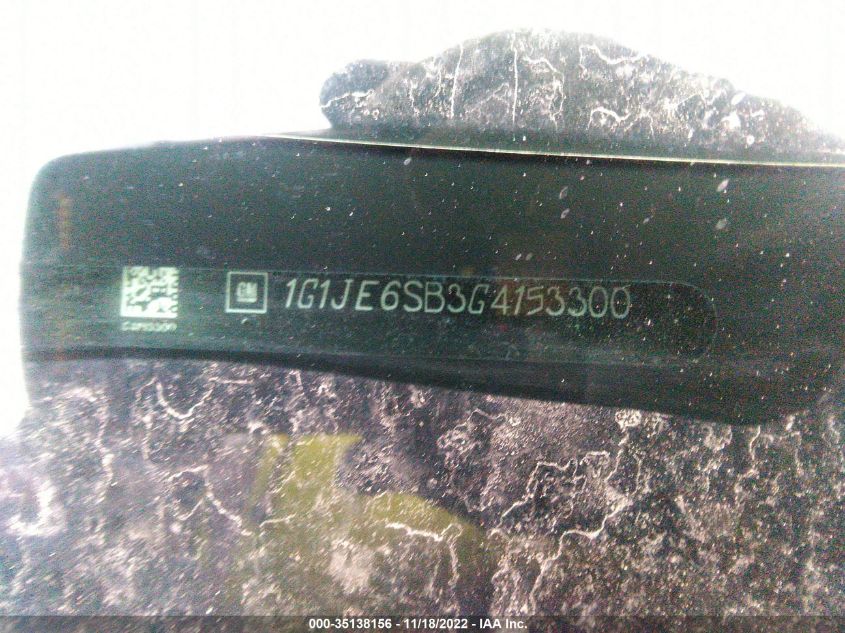 GM 1G1JE6SB3G4153300
000-35138156 - 11/18/2022 - IAA Inc.